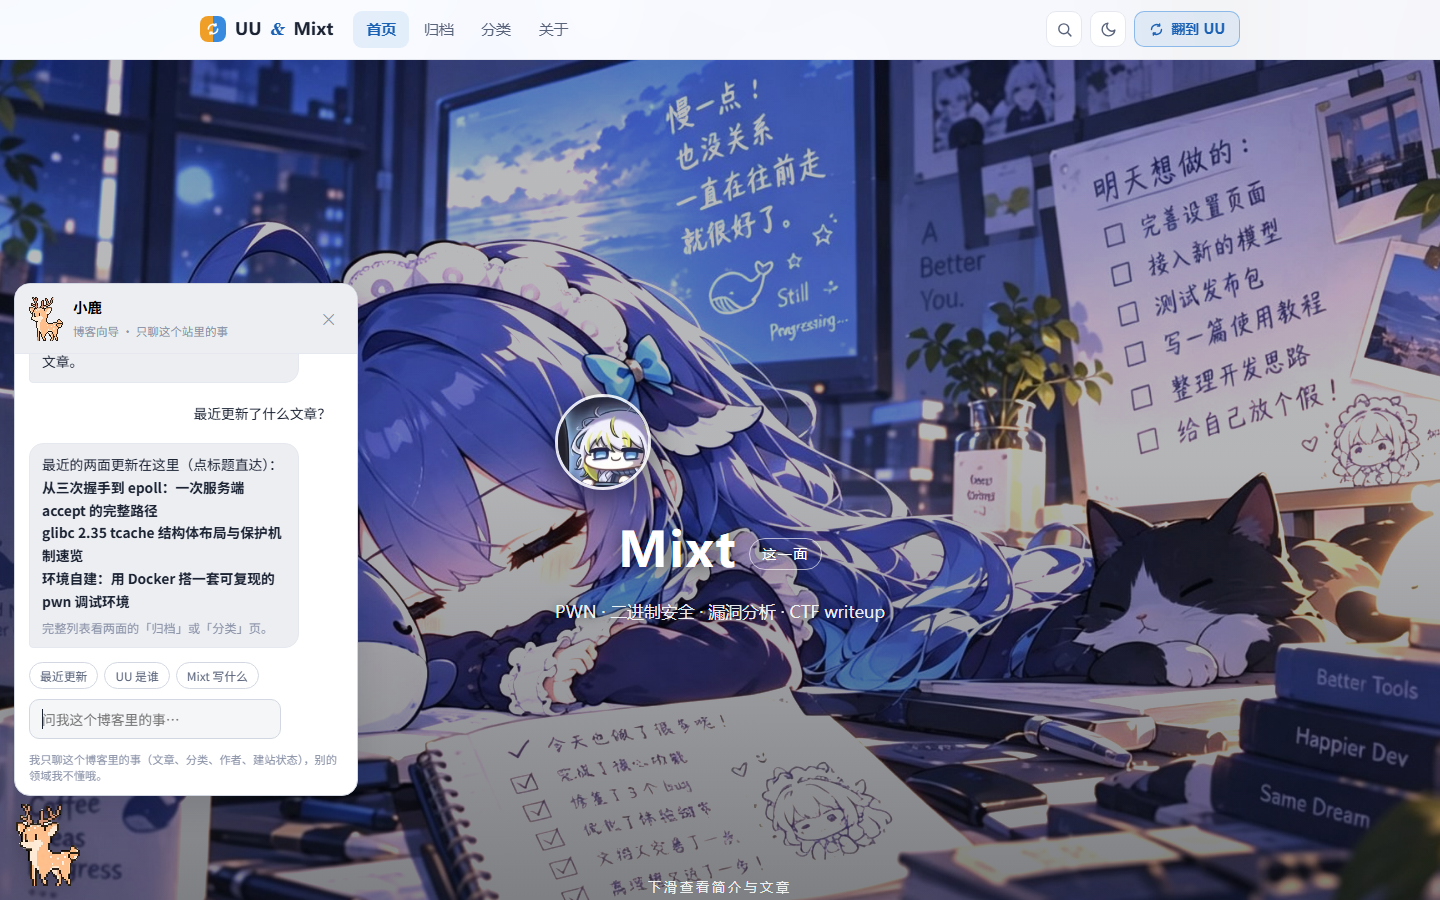 UU & Mixt
首页
归档
分类
关于
翻到 UU
慢一点！
也没关系
一直在往前走
就很好了。
Still
Progressing...
A
Better
You.
明天想做的：
完善设置页面
接入新的模型
测试发布包
写一篇使用教程
整理开发思路
给自己放个假！
小鹿
博客向导 · 只聊这个站里的事
文章。
最近更新了什么文章？
最近的两面更新在这里（点标题直达）：
从三次握手到 epoll：一次服务端
accept 的完整路径
glibc 2.35 tcache 结构体布局与保护机
制速览
环境自建：用 Docker 搭一套可复现的
pwn 调试环境
完整列表看两面的「归档」或「分类」页。
最近更新
UU 是谁
Mixt 写什么
问我这个博客里的事…
我只聊这个博客里的事（文章、分类、作者、建站状态），别的
领域我不懂哦。
Mixt
这一面
PWN · 二进制安全 · 漏洞分析 · CTF writeup
Better Tools
Happier Dev
Same Dream
今天也做了很多呢！
下滑查看简介与文章